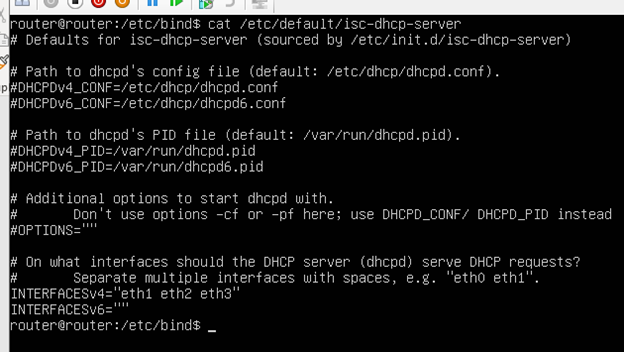 router@router:/etc/bind$ cat /etc/default/isc-dhcp-server
# Defaults for isc-dhcp-server (sourced by /etc/init.d/isc-dhcp-server)

# Path to dhcpd's config file (default: /etc/dhcp/dhcpd.conf).
#DHCPDv4_CONF=/etc/dhcp/dhcpd.conf
#DHCPDv6_CONF=/etc/dhcp/dhcpd6.conf

# Path to dhcpd's PID file (default: /var/run/dhcpd.pid).
#DHCPDv4_PID=/var/run/dhcpd.pid
#DHCPDv6_PID=/var/run/dhcpd6.pid

# Additional options to start dhcpd with.
#       Don't use options -cf or -pf here; use DHCPD_CONF/ DHCPD_PID instead
#OPTIONS=""

# On what interfaces should the DHCP server (dhcpd) serve DHCP requests?
#       Separate multiple interfaces with spaces, e.g. "eth0 eth1".
INTERFACESv4="eth1 eth2 eth3"
INTERFACESv6=""
router@router:/etc/bind$ _